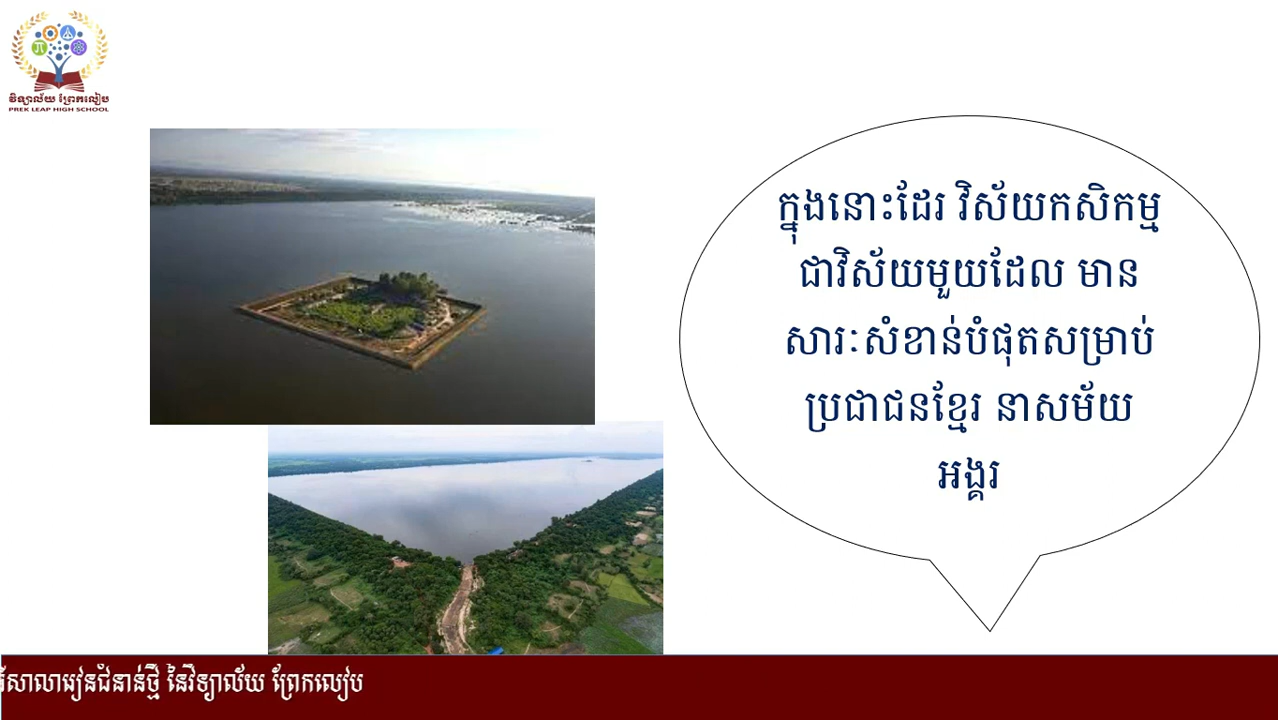 វិទ្យាល័យ ព្រែកលៀប
PREK LEAP HIGH SCHOOL
ក្នុងនោះដែរ វិស័យកសិកម្ម
ជាវិស័យមួយដែល មាន
សារៈសំខាន់បំផុតសម្រាប់
ប្រជាជនខ្មែរ នាសម័យ
អង្គរ
សាលារៀនជំនាន់ថ្មី នៃវិទ្យាល័យ ព្រែកលៀប